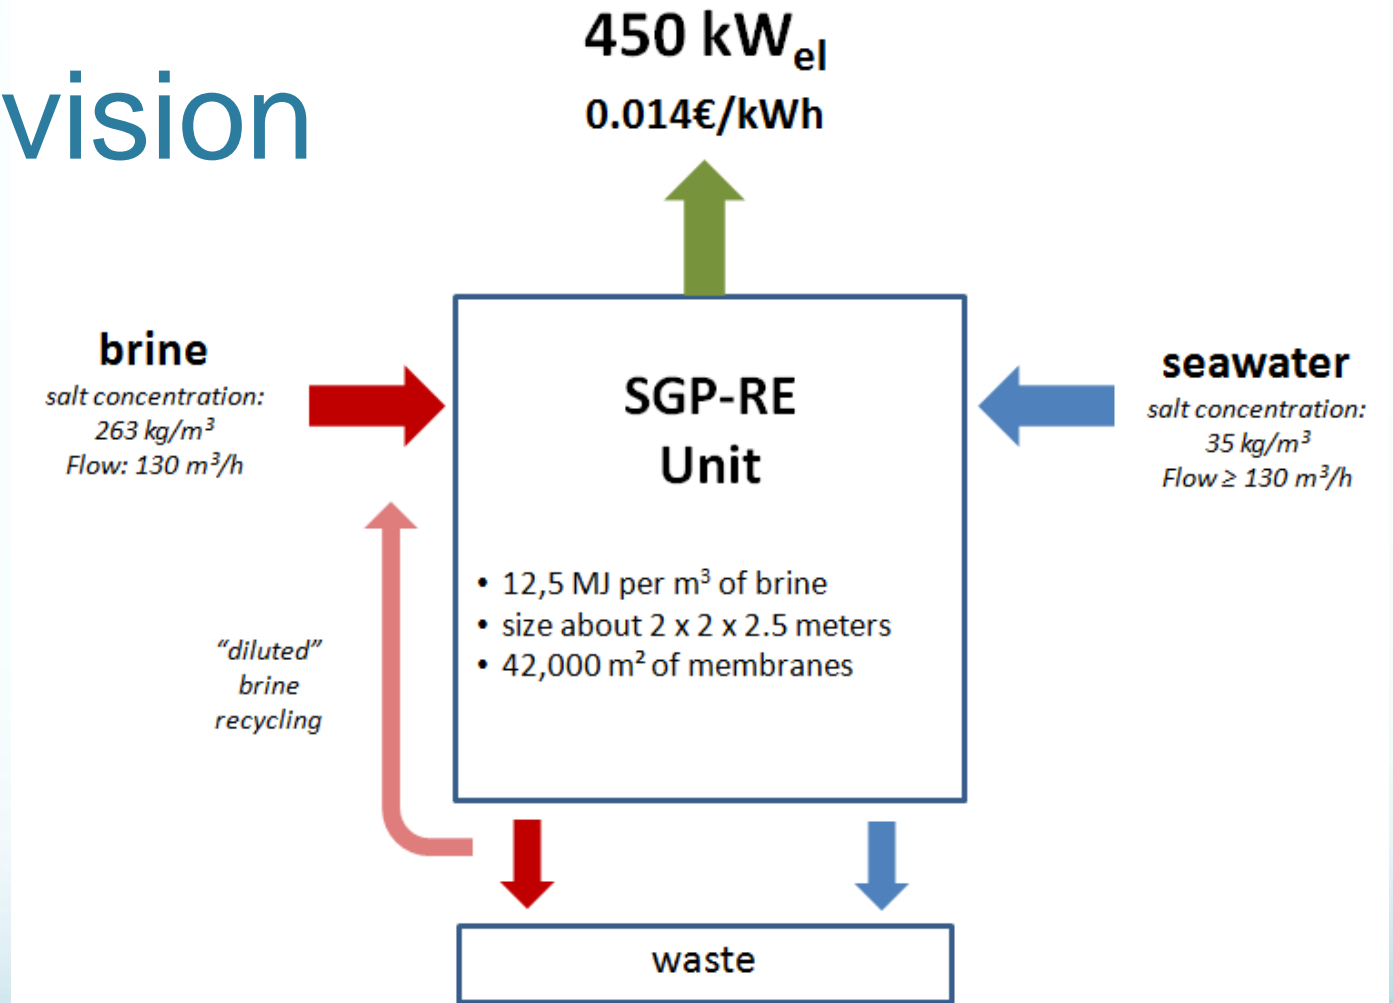 vision
450 kWel
0.014€/kWh
brine
salt concentration:
263 kg/m³
Flow: 130 m³/h
seawater
salt concentration:
35 kg/m³
Flow ≥ 130 m³/h
SGP-RE
Unit
• 12,5 MJ per m³ of brine
• size about 2 x 2 x 2.5 meters
• 42,000 m² of membranes
“diluted”
brine
recycling
waste